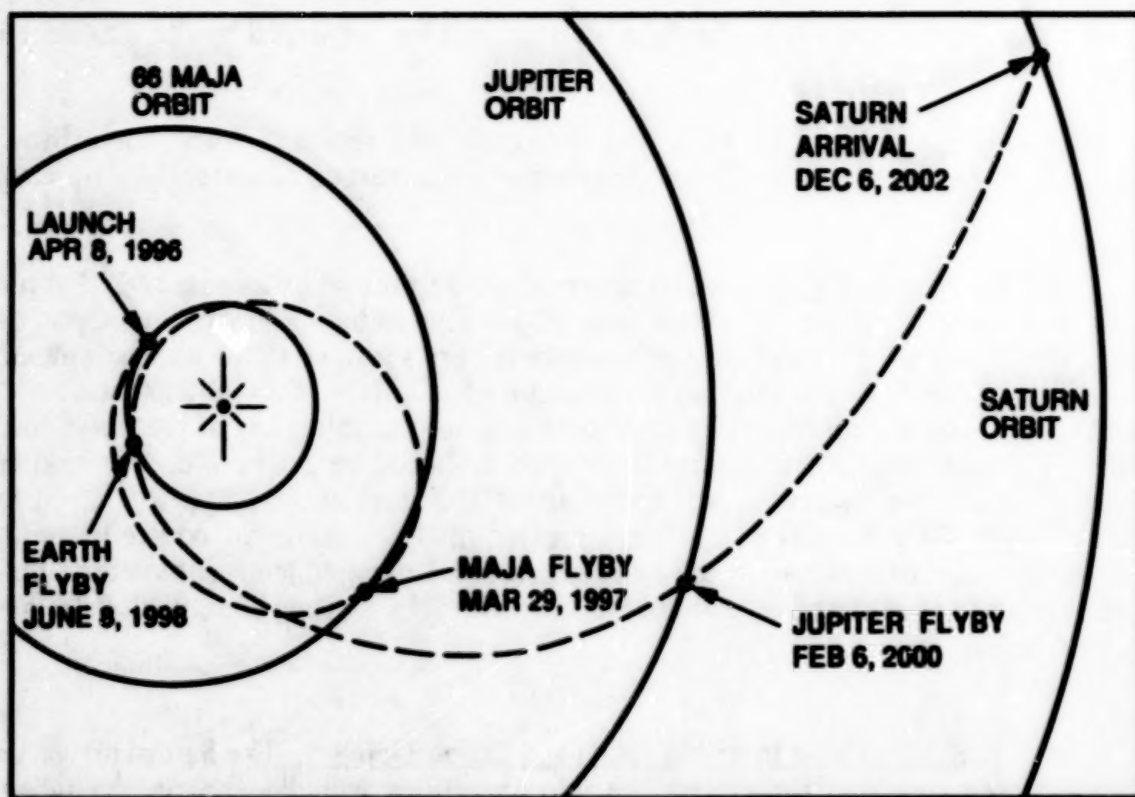 66 MAJA
ORBIT
JUPITER
ORBIT
SATURN
ARRIVAL
DEC 6, 2002
LAUNCH
APR 8, 1996
SATURN
ORBIT
EARTH
FLYBY
JUNE 8, 1998
MAJA FLYBY
MAR 29, 1997
JUPITER FLYBY
FEB 6, 2000